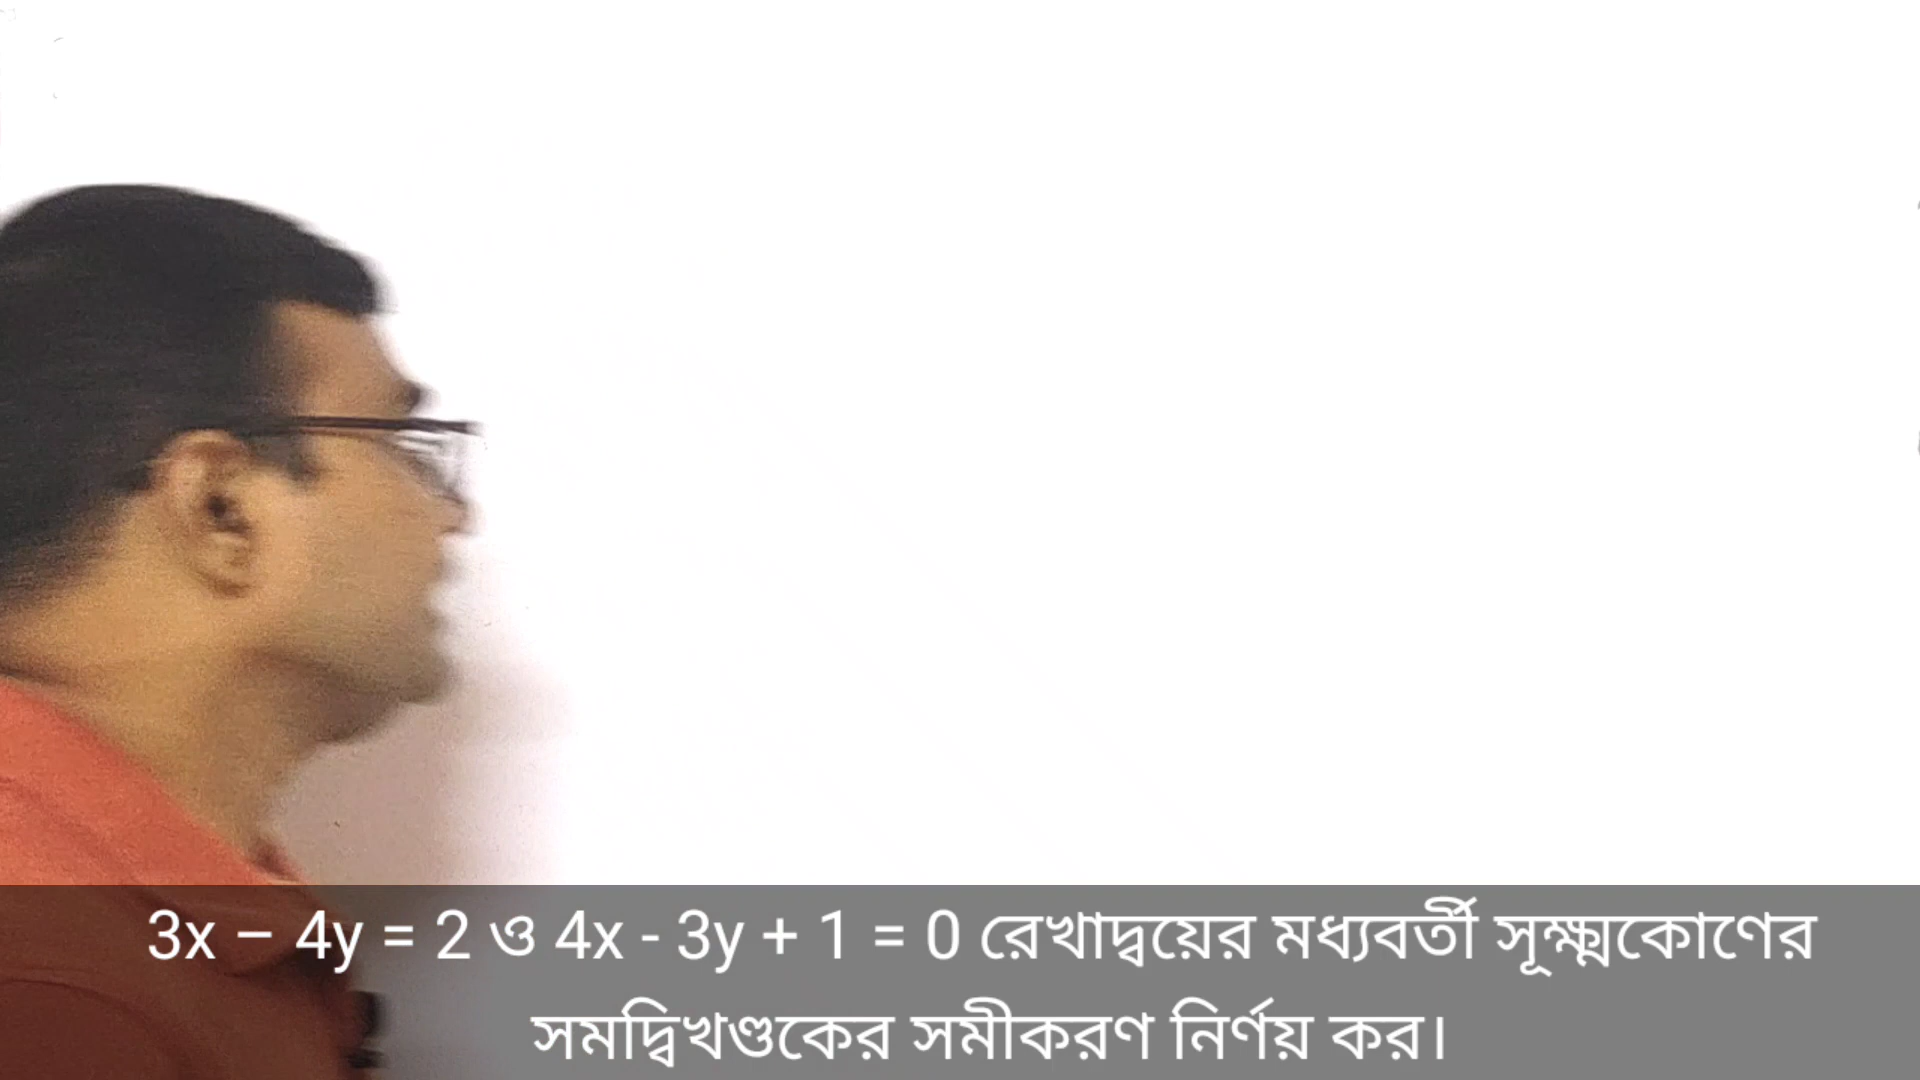 3x – 4y = 2 ও 4x - 3y + 1 = 0 রেখাদ্বয়ের মধ্যবর্তী সূক্ষ্মকোণের
সমদ্বিখণ্ডকের সমীকরণ নির্ণয় কর।